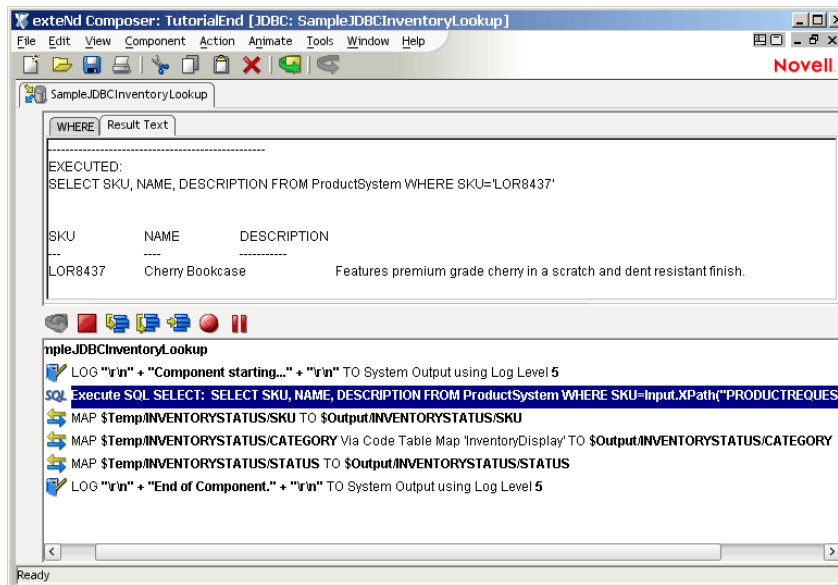 exteNd Composer: TutorialEnd [JDBC: SampleJDBCInventoryLookup]
File Edit View Component Action Animate Tools Window Help
Novell
SampleJDBCInventoryLookup
WHERE Result Text
--------------------------------------------------
EXECUTED:
SELECT SKU, NAME, DESCRIPTION FROM ProductSystem WHERE SKU='LOR8437'
SKU NAME DESCRIPTION
--- ---- -----------
LOR8437 Cherry Bookcase Features premium grade cherry in a scratch and dent resistant finish.
mpleJDBCInventoryLookup
LOG "\r\n" + "Component starting..." + "\r\n" TO System Output using Log Level 5
SQL Execute SQL SELECT: SELECT SKU, NAME, DESCRIPTION FROM ProductSystem WHERE SKU=Input.XPath("PRODUCTREQUES
MAP $Temp/INVENTORYSTATUS/SKU TO $Output/INVENTORYSTATUS/SKU
MAP $Temp/INVENTORYSTATUS/CATEGORY Via Code Table Map 'InventoryDisplay' TO $Output/INVENTORYSTATUS/CATEGORY
MAP $Temp/INVENTORYSTATUS/STATUS TO $Output/INVENTORYSTATUS/STATUS
LOG "\r\n" + "End of Component." + "\r\n" TO System Output using Log Level 5
Ready